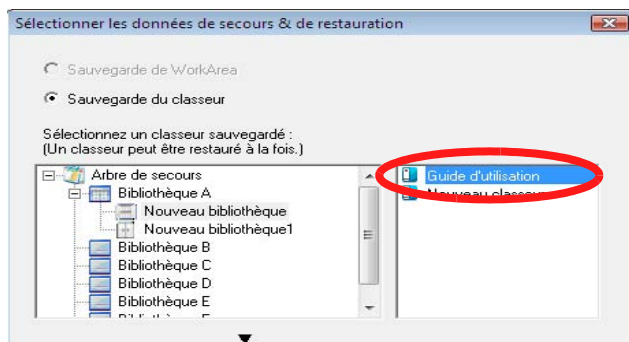 Sélectionner les données de secours & de restauration
Sauvegarde de WorkArea
Sauvegarde du classeur
Sélectionnez un classeur sauvegardé :
(Un classeur peut être restauré à la fois.)
Arbre de secours
Bibliothèque A
Nouveau bibliothèque
Nouveau bibliothèque1
Bibliothèque B
Bibliothèque C
Bibliothèque D
Bibliothèque E
Guide d'utilisation
Nouveau classeur